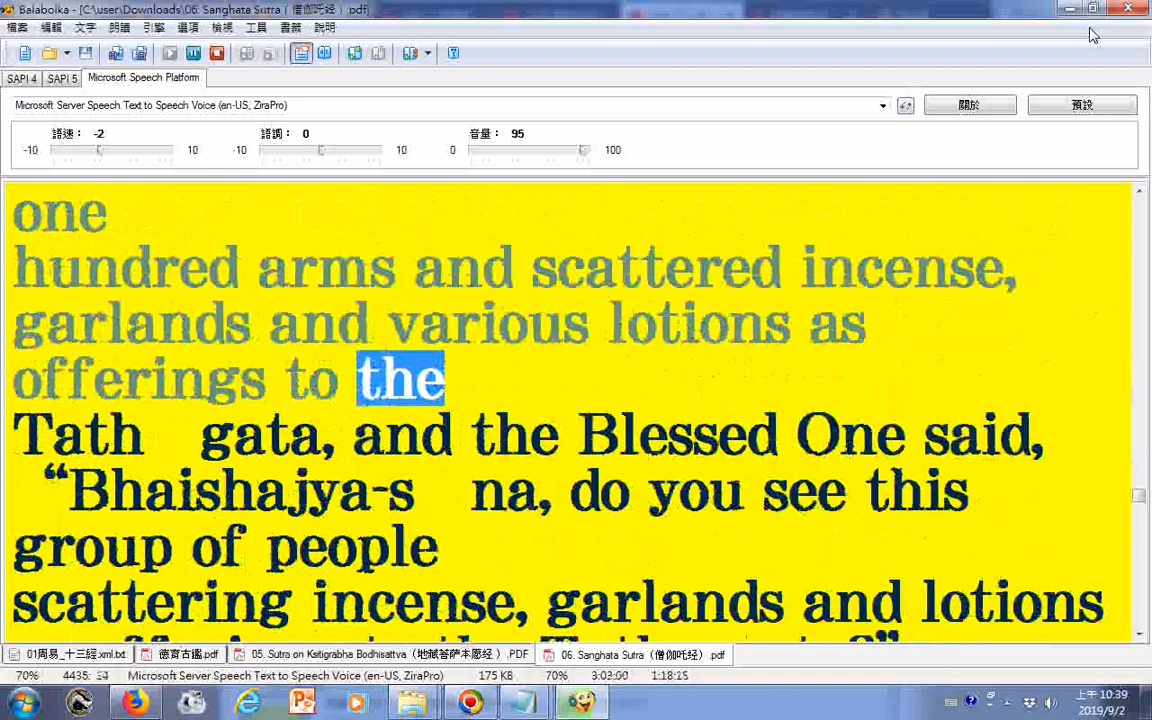 Balabolka - [C:\user\Downloads\06. Sanghata Sutra（僧伽吒经）.pdf]
檔案 編輯 文字 朗讀 引擎 選項 檢視 工具 書籤 說明
SAPI 4 SAPI 5 Microsoft Speech Platform
Microsoft Server Speech Text to Speech Voice (en-US, ZiraPro) 關於 預設
語速： -2 語調： 0 音量： 95
-10 10 -10 10 0 100
one
hundred arms and scattered incense,
garlands and various lotions as
offerings to the
Tath gata, and the Blessed One said,
“Bhaishajya-s na, do you see this
group of people
scattering incense, garlands and lotions
01周易_十三經.xml.txt 德育古鑑.pdf 05. Sutra on Ksitigrabha Bodhisattva（地藏菩萨本愿经）.PDF 06. Sanghata Sutra（僧伽吒经）.pdf
70% Microsoft Server Speech Text to Speech Voice (en-US, ZiraPro) 175 KB 70% 3:03:00 1:18:15
上午 10:39
2019/9/2